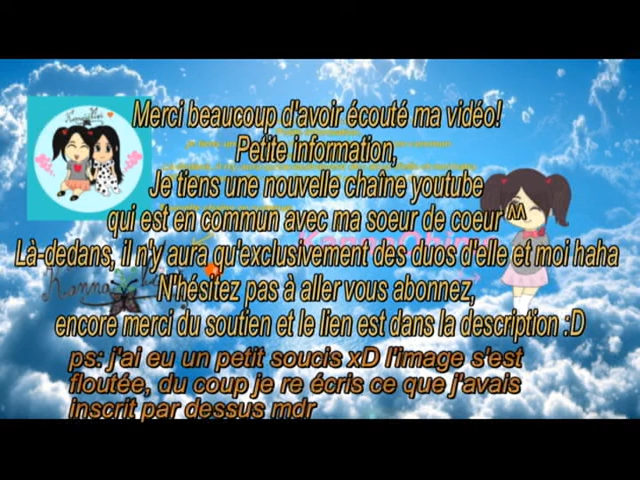 Merci beaucoup d'avoir écouté ma vidéo!
Petite information,
Je tiens une nouvelle chaîne youtube
qui est en commun avec ma soeur de coeur ^^
Là-dedans, il n'y aura qu'exclusivement des duos d'elle et moi haha
N'hésitez pas à aller vous abonnez,
encore merci du soutien et le lien est dans la description :D
ps: j'ai eu un petit soucis xD l'image s'est
floutée, du coup je re écris ce que j'avais
inscrit par dessus mdr